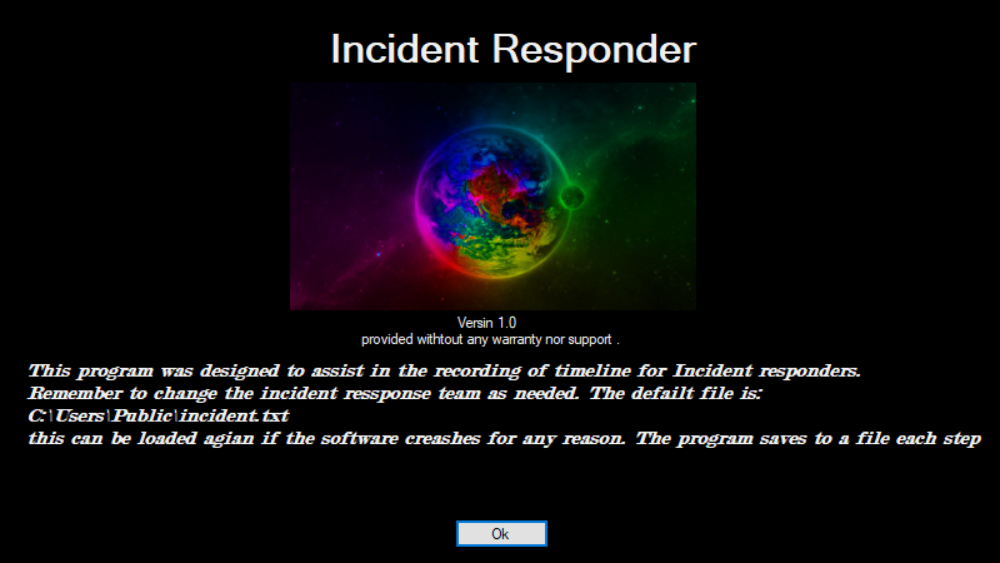 Incident Responder
Versin 1.0
provided withtout any warranty nor support .
This program was designed to assist in the recording of timeline for Incident responders.
Remember to change the incident ressponse team as needed. The defailt file is:
C:\Users\Public\incident.txt
this can be loaded agian if the software creashes for any reason. The program saves to a file each step
Ok